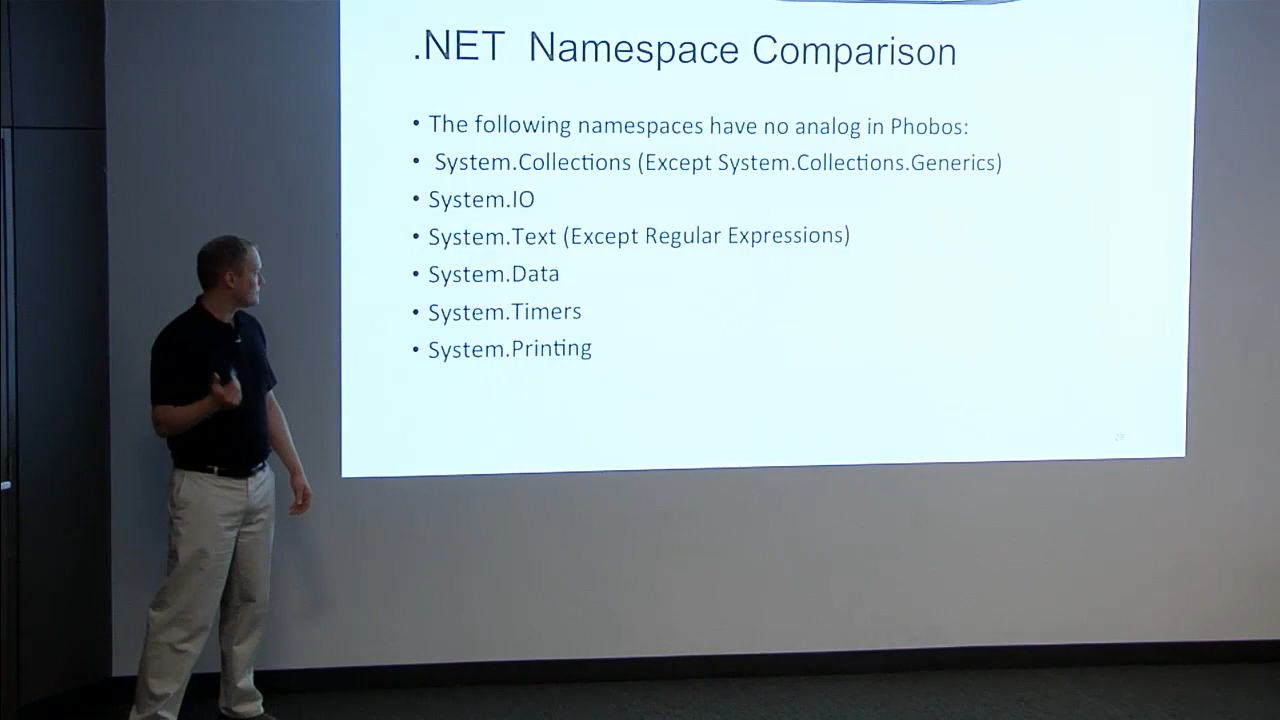 .NET Namespace Comparison
• The following namespaces have no analog in Phobos:
• System.Collections (Except System.Collections.Generics)
• System.IO
• System.Text (Except Regular Expressions)
• System.Data
• System.Timers
• System.Printing